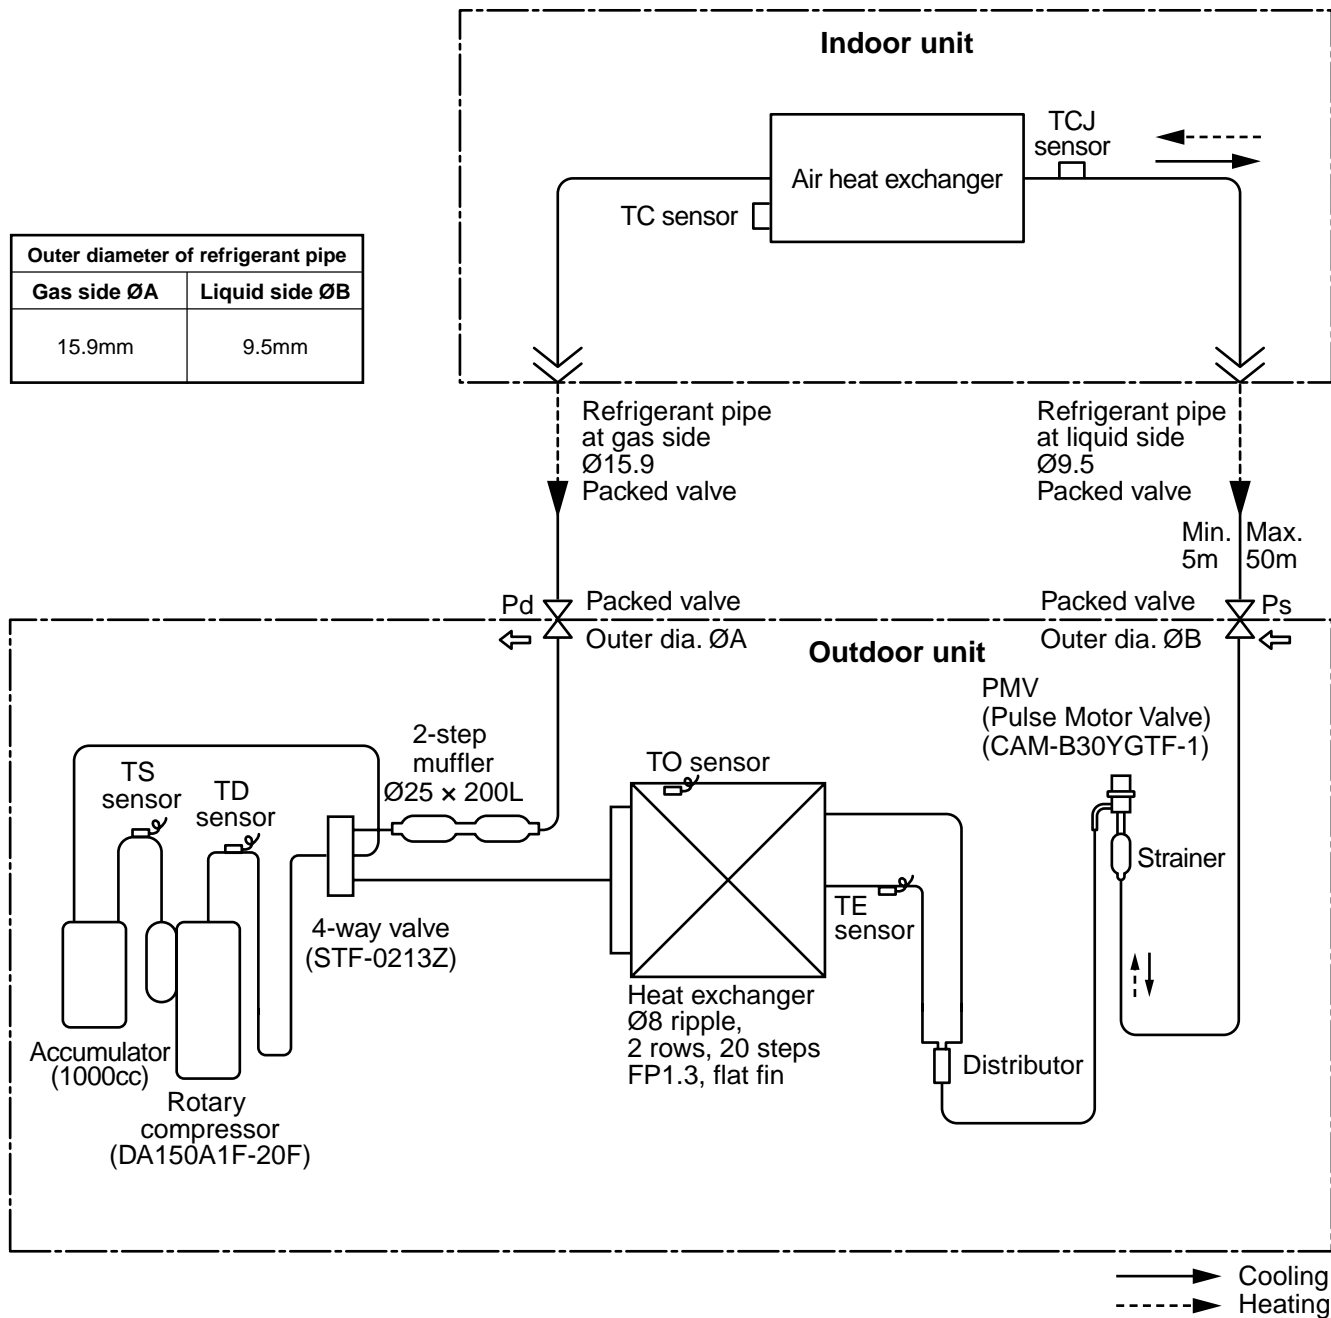 Indoor unit
TCJ
sensor
Air heat exchanger
TC sensor
Outer diameter of refrigerant pipe
Gas side ØA
Liquid side ØB
15.9mm
9.5mm
Refrigerant pipe
at gas side
Ø15.9
Packed valve
Refrigerant pipe
at liquid side
Ø9.5
Packed valve
Min.
5m
Max.
50m
Pd
Packed valve
Outer dia. ØA
Packed valve
Outer dia. ØB
Ps
Outdoor unit
PMV
(Pulse Motor Valve)
(CAM-B30YGTF-1)
2-step
muffler
Ø25 × 200L
TS
sensor
TD
sensor
TO sensor
Strainer
TE
sensor
4-way valve
(STF-0213Z)
Heat exchanger
Ø8 ripple,
2 rows, 20 steps
FP1.3, flat fin
Distributor
Accumulator
(1000cc)
Rotary
compressor
(DA150A1F-20F)
Cooling
Heating